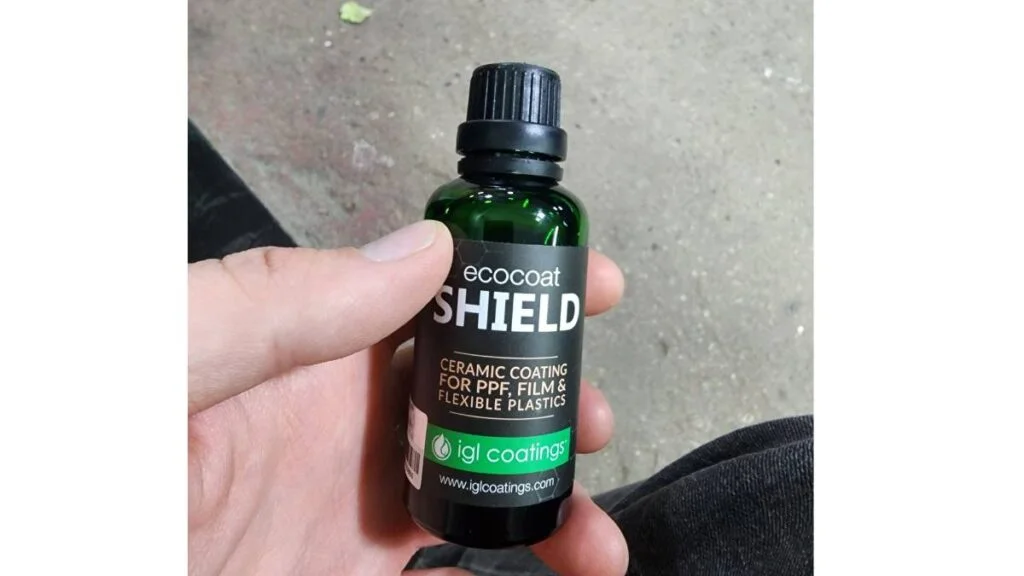 ecocoat
SHIELD
CERAMIC COATING
FOR PPF, FILM &
FLEXIBLE PLASTICS
igl coatings
www.iglcoatings.com